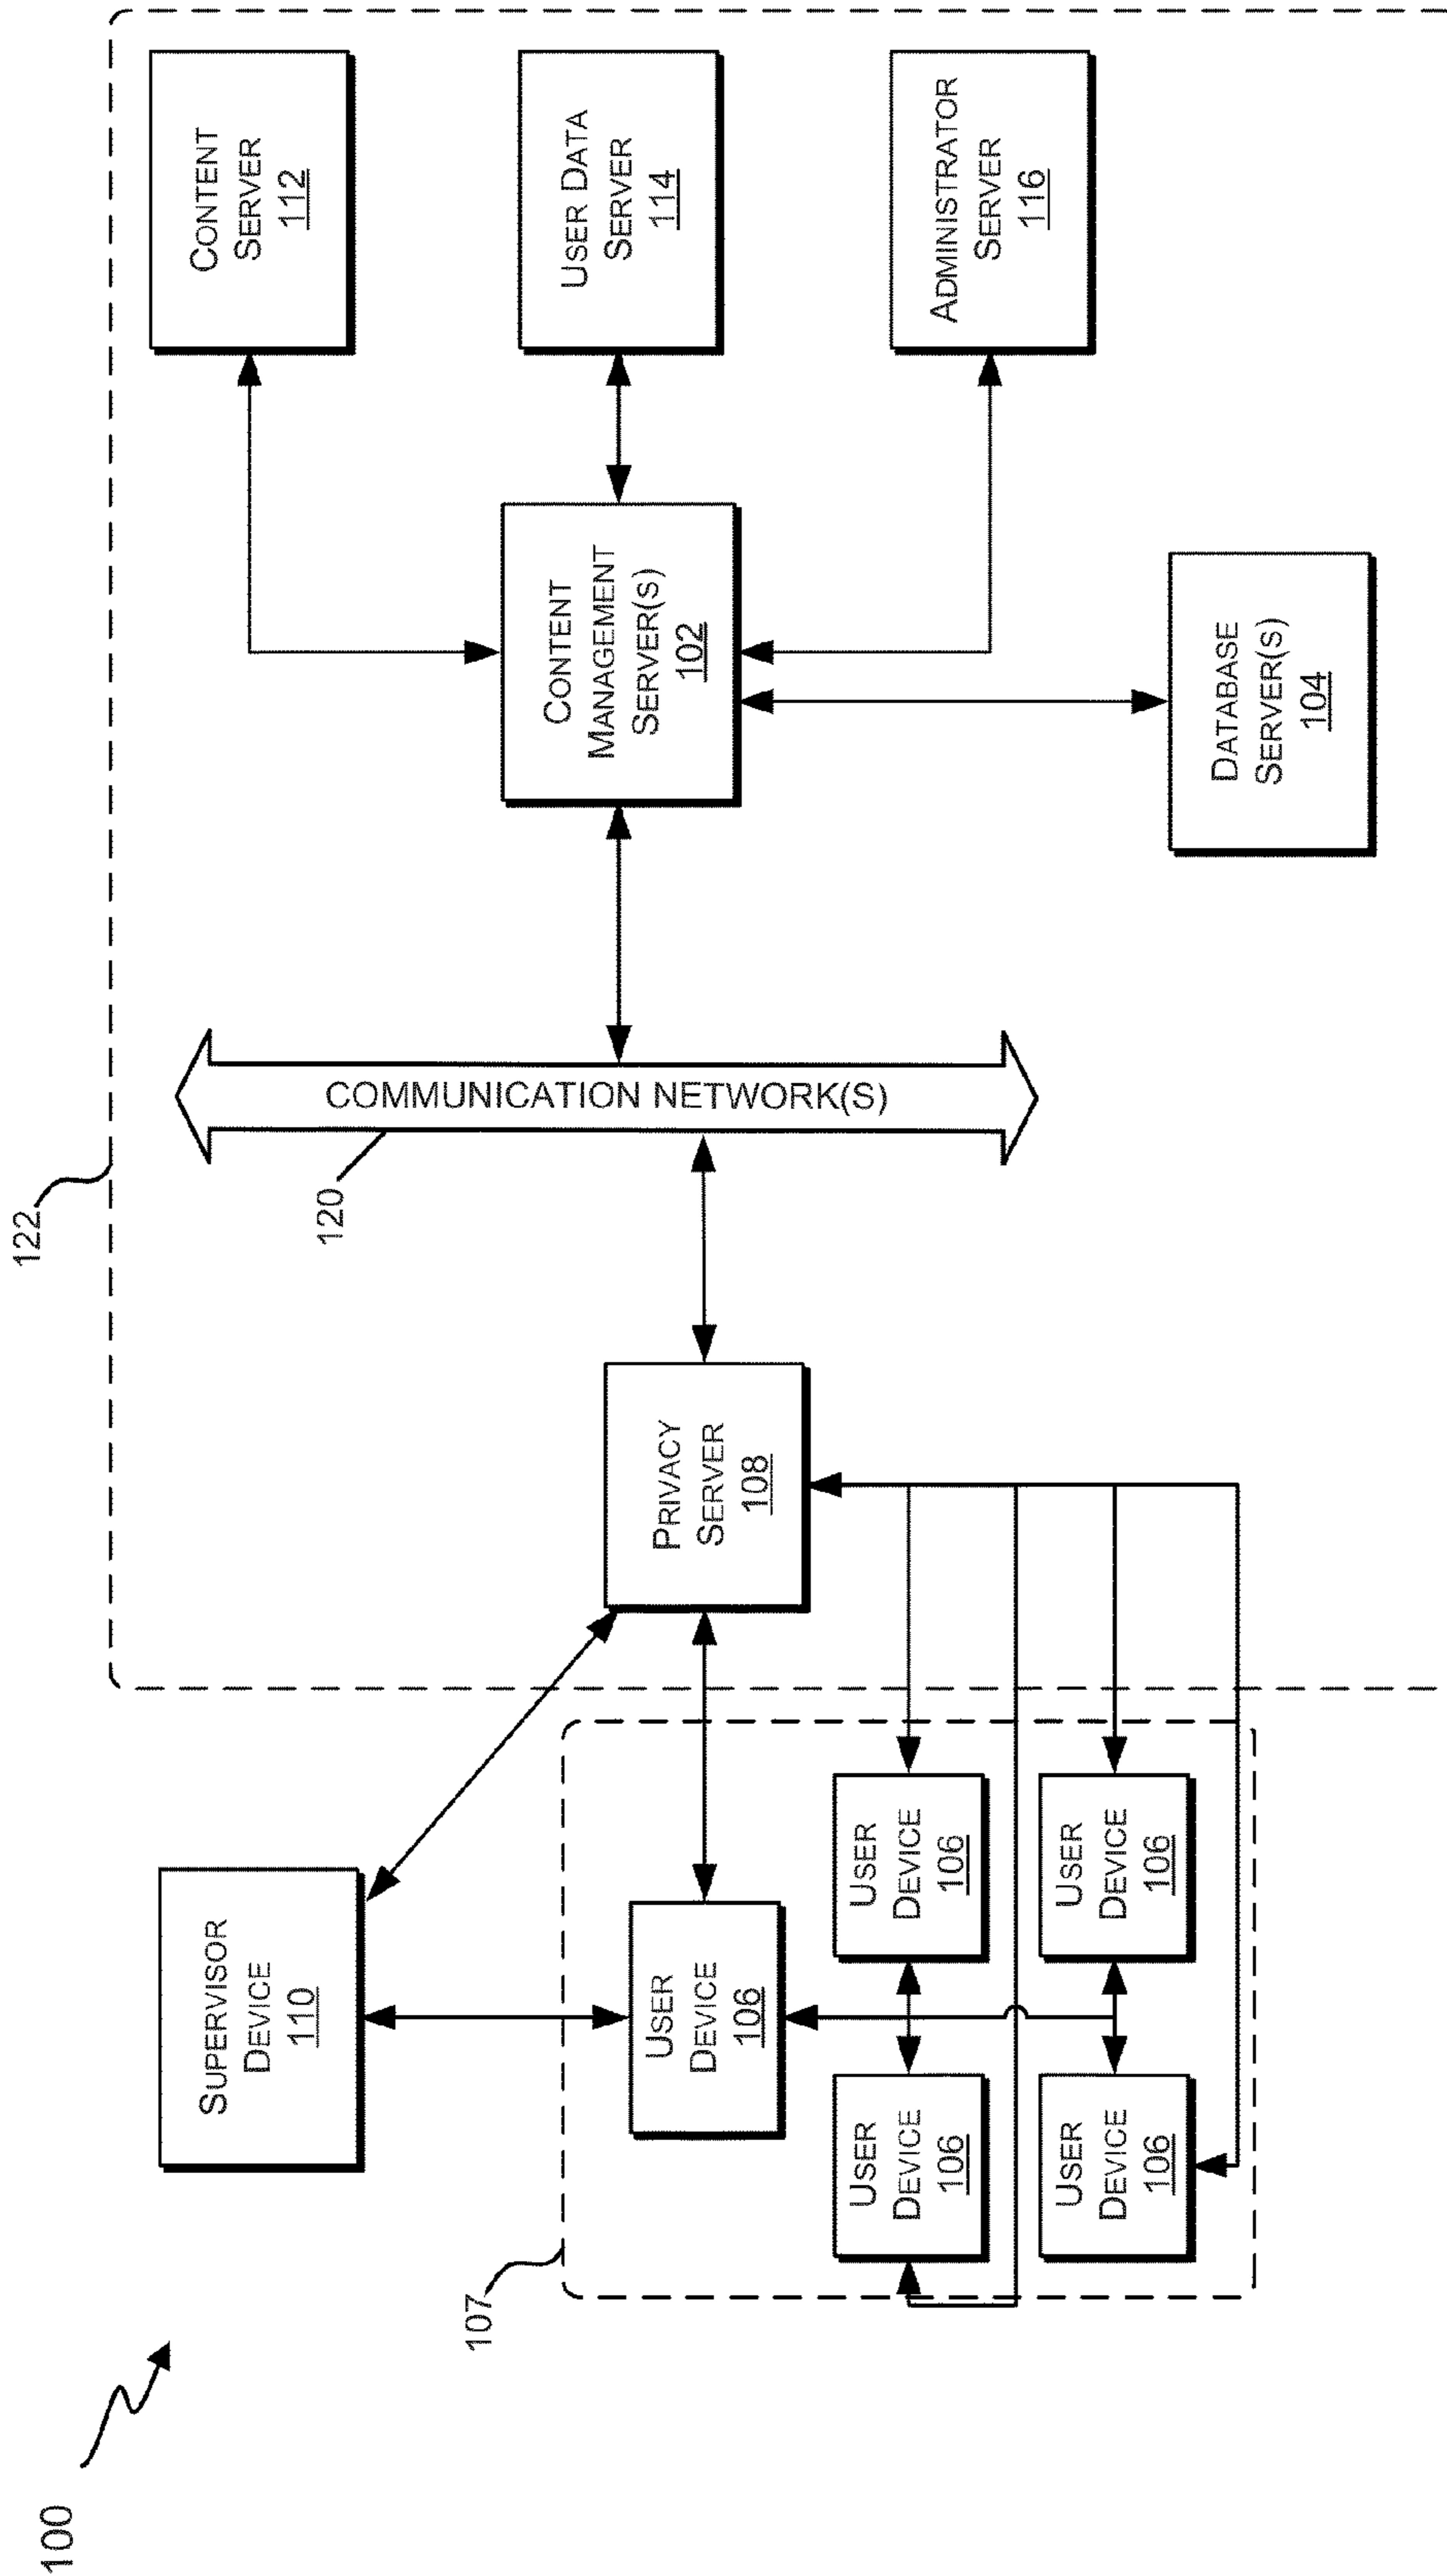 100
122
107
SUPERVISOR
DEVICE
110
USER
DEVICE
106
USER
DEVICE
106
USER
DEVICE
106
USER
DEVICE
106
USER
DEVICE
106
PRIVACY
SERVER
108
COMMUNICATION NETWORK(S)
120
CONTENT
MANAGEMENT
SERVER(S)
102
DATABASE
SERVER(S)
104
CONTENT
SERVER
112
USER DATA
SERVER
114
ADMINISTRATOR
SERVER
116